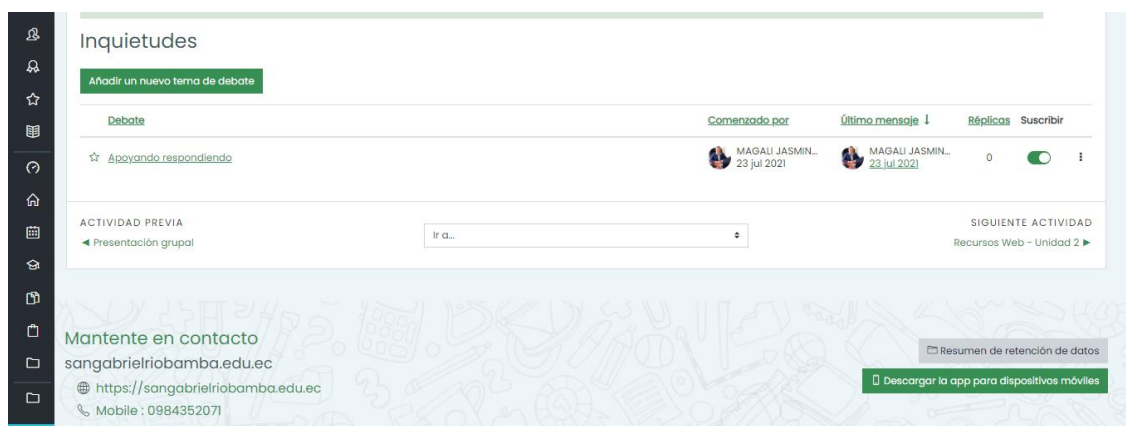 Inquietudes
Añadir un nuevo tema de debate
Debate Comenzado por Último mensaje ↓ Réplicas Suscribir
Apoyando respondiendo MAGALI JASMIN... MAGALI JASMIN... 0
23 jul 2021 23 jul 2021
ACTIVIDAD PREVIA SIGUIENTE ACTIVIDAD
◄ Presentación grupal Ir a... Recursos Web - Unidad 2 ►
Mantente en contacto
Resumen de retención de datos
sangabrielriobamba.edu.ec
Descargar la app para dispositivos móviles
https://sangabrielriobamba.edu.ec
Mobile : 0984352071